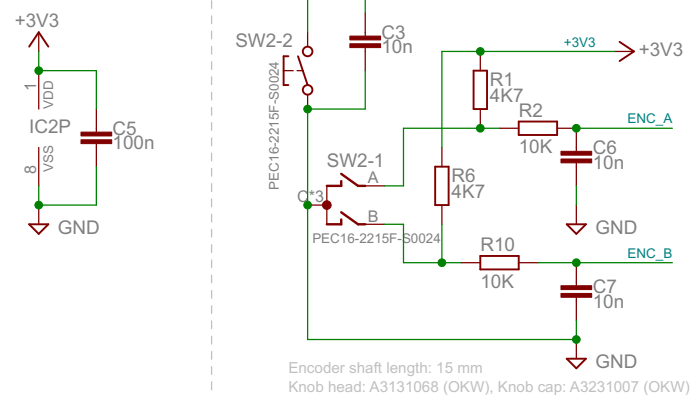 +3V3
1
VDD
IC2P
C5
100n
VSS
8
GND
SW2-2
PEC16-2215F-S0024
C3
10n
+3V3
+3V3
R1
4K7
R2
10K
ENC_A
C6
10n
SW2-1
A
C*3
B
PEC16-2215F-S0024
R6
4K7
GND
R10
10K
ENC_B
C7
10n
GND
Encoder shaft length: 15 mm
Knob head: A3131068 (OKW), Knob cap: A3231007 (OKW)